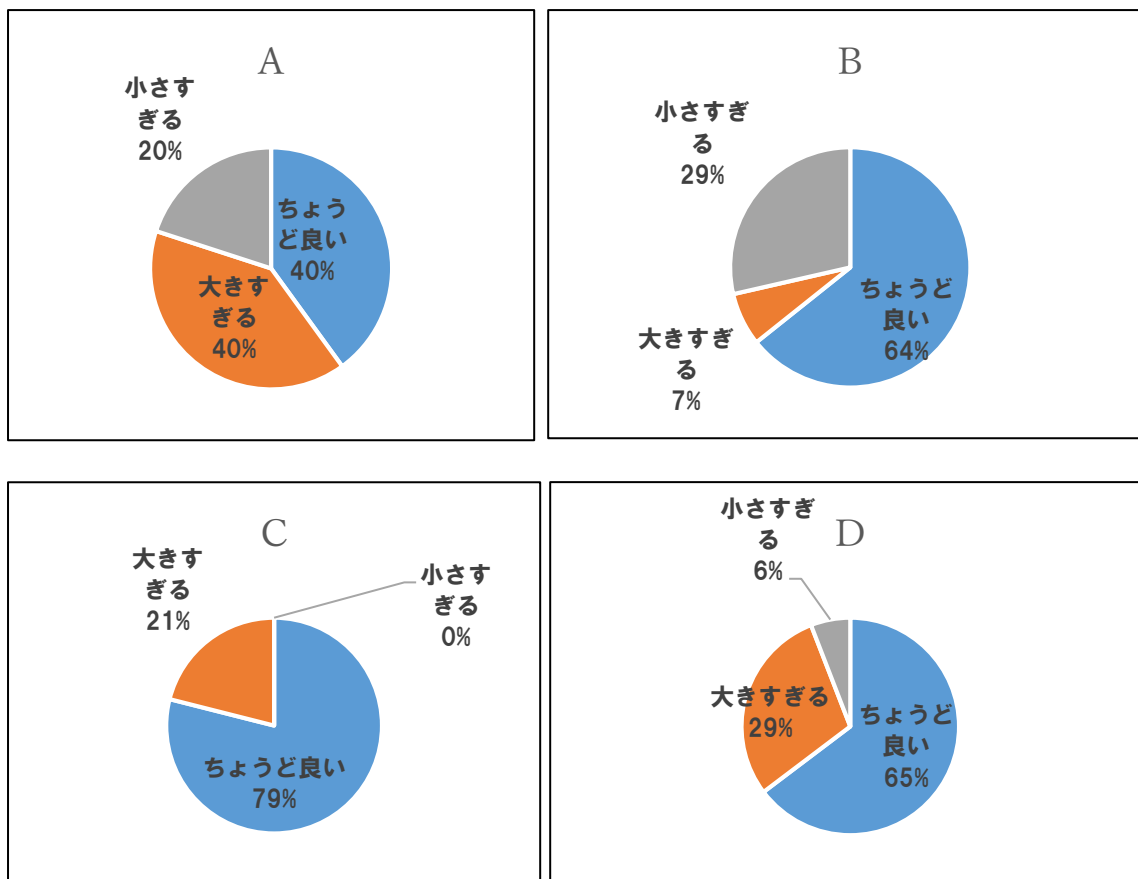 A
小さす
ぎる
20%
ちょう
ど良い
40%
大きす
ぎる
40%
B
小さすぎ
る
29%
ちょうど
良い
64%
大きすぎ
る
7%
C
大きす
ぎる
21%
小さす
ぎる
0%
ちょうど良い
79%
D
小さすぎ
る
6%
大きすぎる
29%
ちょうど
良い
65%